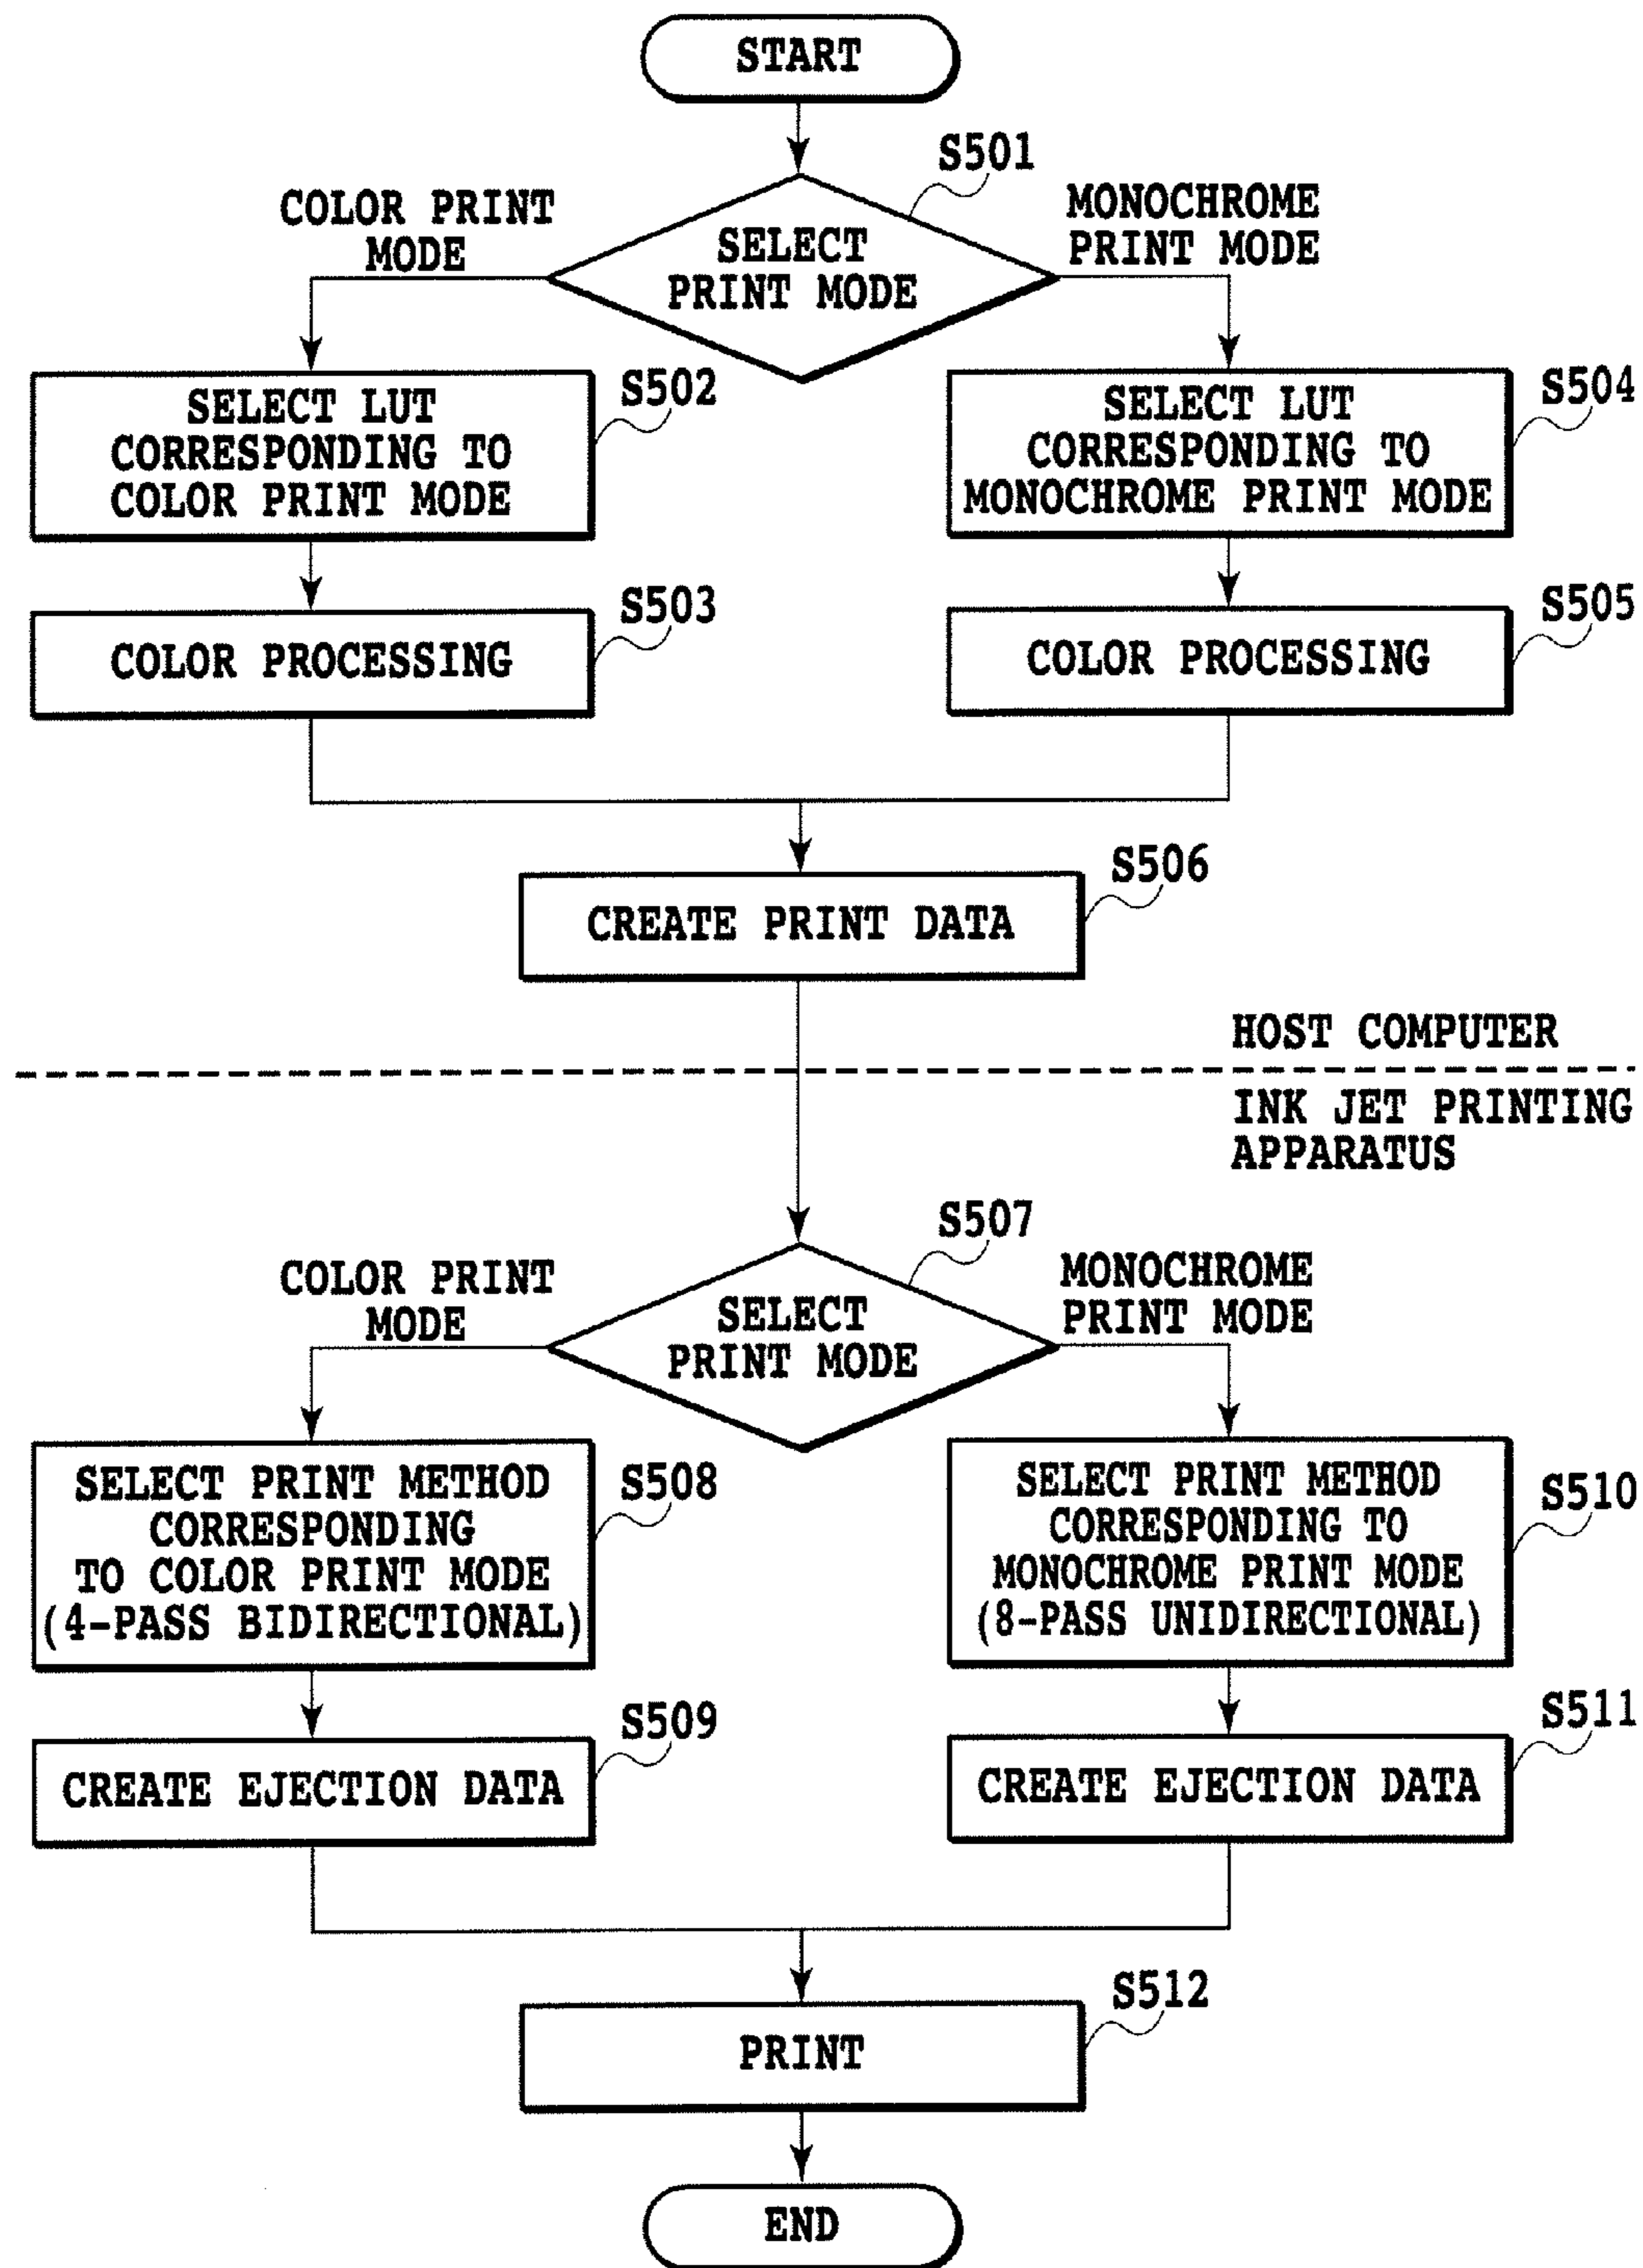 START
S501
COLOR PRINT
MODE
MONOCHROME
PRINT MODE
SELECT
PRINT MODE
S502
SELECT LUT
CORRESPONDING TO
COLOR PRINT MODE
S504
SELECT LUT
CORRESPONDING TO
MONOCHROME PRINT MODE
S503
COLOR PROCESSING
S505
COLOR PROCESSING
S506
CREATE PRINT DATA
HOST COMPUTER
INK JET PRINTING
APPARATUS
S507
COLOR PRINT
MODE
MONOCHROME
PRINT MODE
SELECT
PRINT MODE
S508
SELECT PRINT METHOD
CORRESPONDING
TO COLOR PRINT MODE
(4-PASS BIDIRECTIONAL)
S510
SELECT PRINT METHOD
CORRESPONDING TO
MONOCHROME PRINT MODE
(8-PASS UNIDIRECTIONAL)
S509
CREATE EJECTION DATA
S511
CREATE EJECTION DATA
S512
PRINT
END